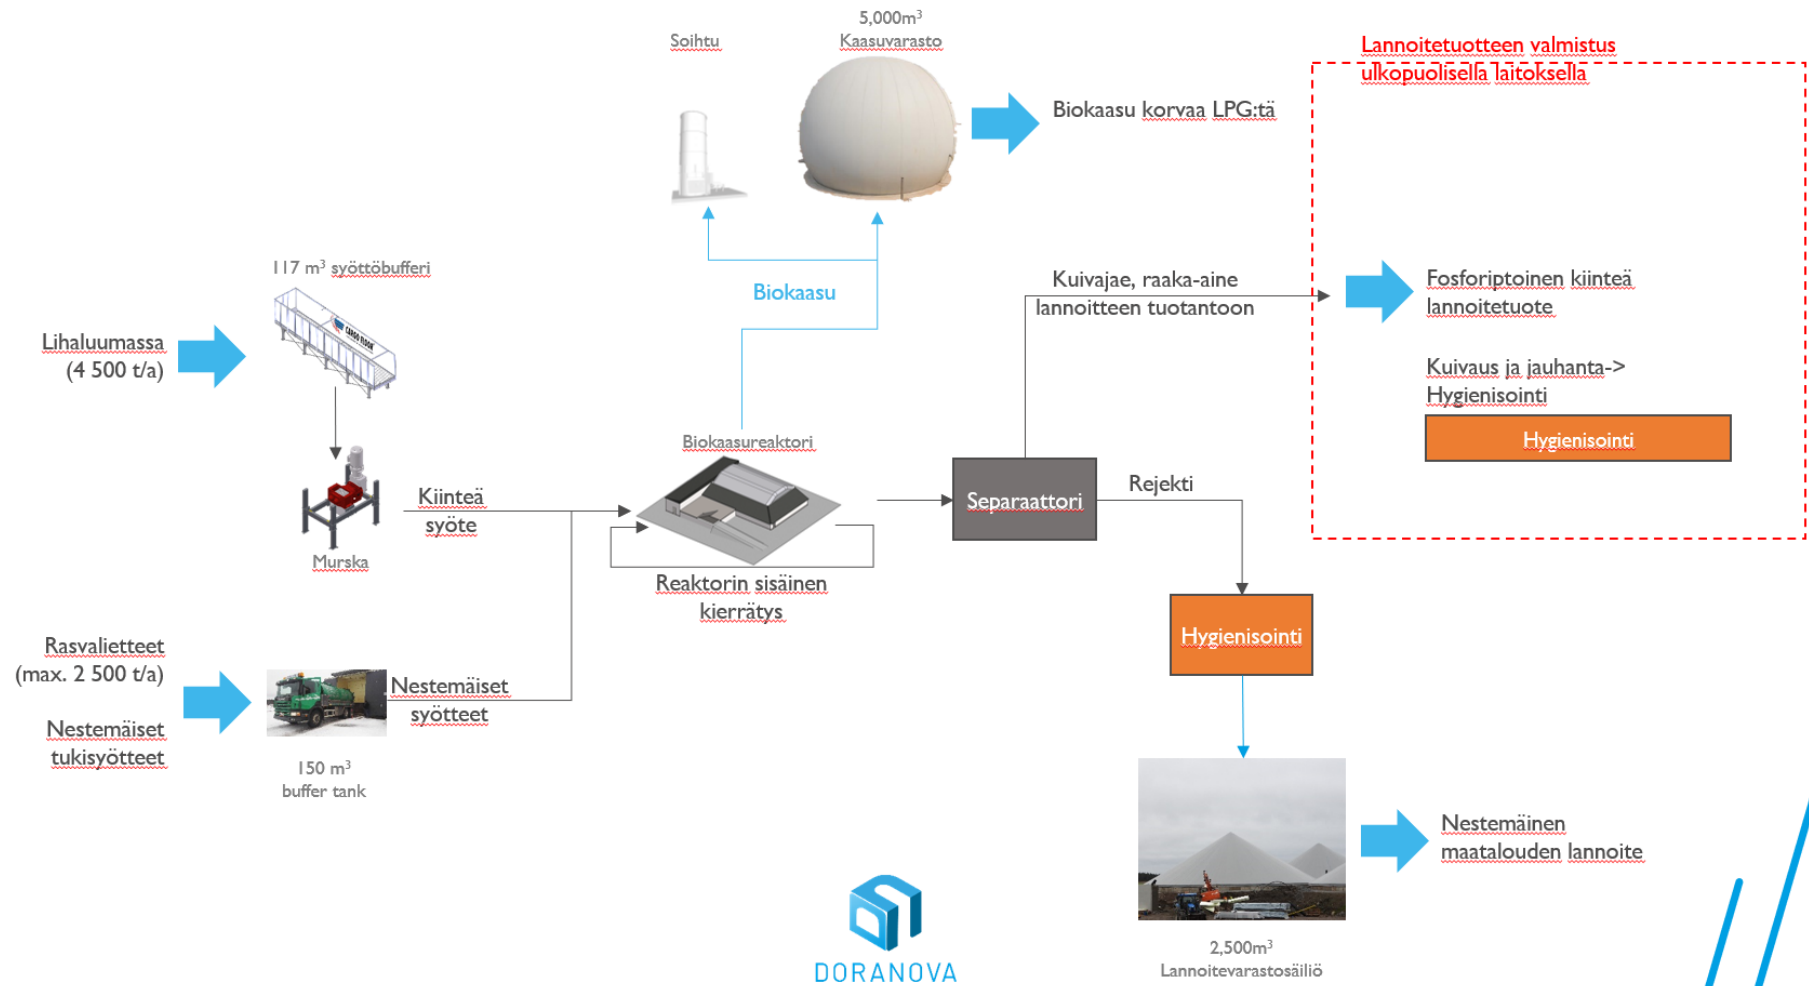 Soihtu
5,000m³
Kaasuvarasto
Biokaasu korvaa LPG:tä
Lannoitetuotteen valmistus
ulkopuolisella laitoksella
117 m³ syöttöbufferi
CARGO FLOOR
Lihaluumassa
(4 500 t/a)
Biokaasu
Kuivajae, raaka-aine
lannoitteen tuotantoon
Fosforiptoinen kiinteä
lannoitetuote
Kuivaus ja jauhanta->
Hygienisointi
Hygienisointi
Biokaasureaktori
Kiinteä
syöte
Murska
Separaattori
Rejekti
Reaktorin sisäinen
kierrätys
Hygienisointi
Rasvalietteet
(max. 2 500 t/a)
Nestemäiset
tukisyötteet
Nestemäiset
syötteet
150 m³
buffer tank
Nestemäinen
maatalouden lannoite
2,500m³
Lannoitevarastosäiliö
DORANOVA